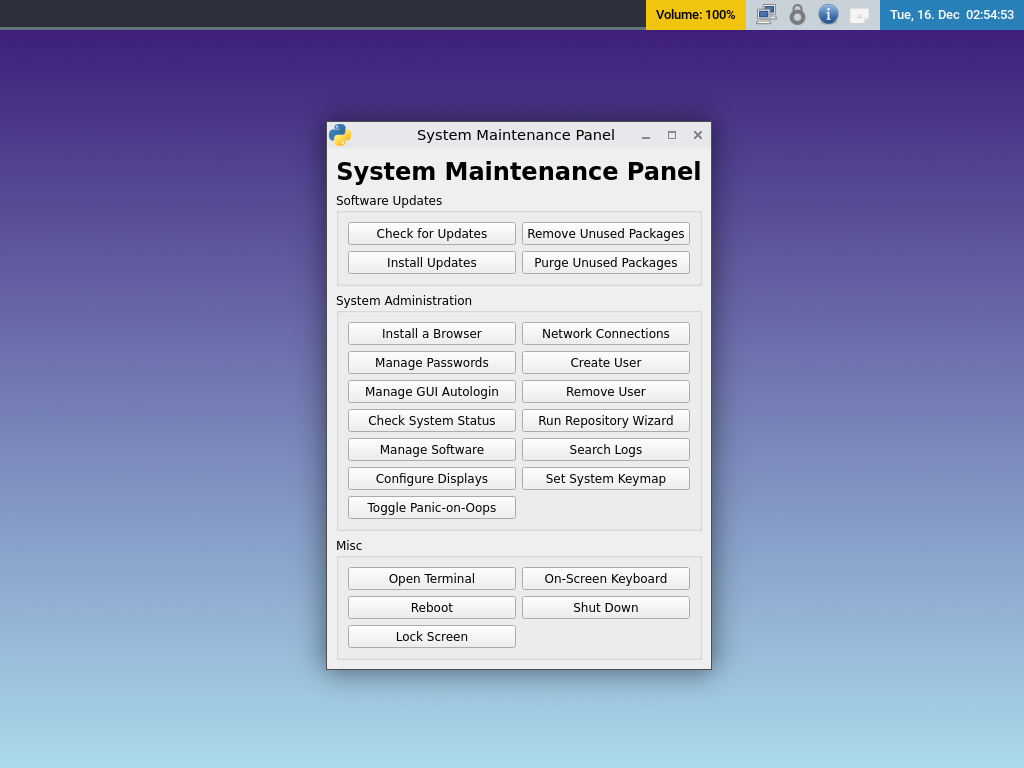 Volume: 100%
Tue, 16. Dec 02:54:53
System Maintenance Panel
System Maintenance Panel
Software Updates
Check for Updates
Remove Unused Packages
Install Updates
Purge Unused Packages
System Administration
Install a Browser
Network Connections
Manage Passwords
Create User
Manage GUI Autologin
Remove User
Check System Status
Run Repository Wizard
Manage Software
Search Logs
Configure Displays
Set System Keymap
Toggle Panic-on-Oops
Misc
Open Terminal
On-Screen Keyboard
Reboot
Shut Down
Lock Screen